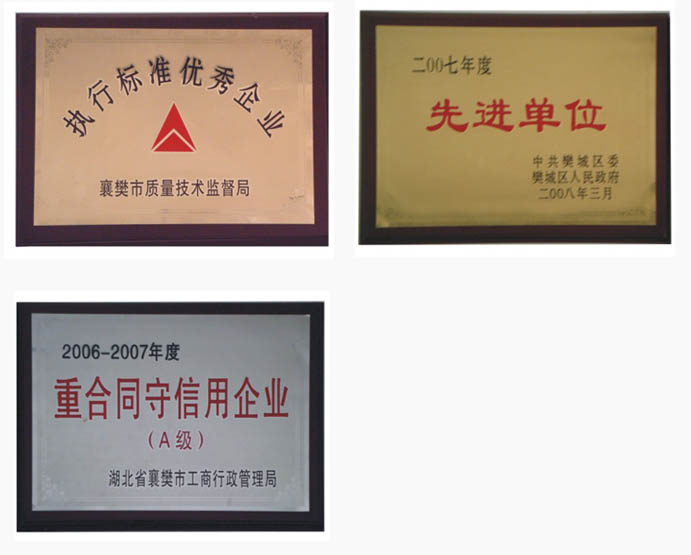 执行标准优秀企业
襄樊市质量技术监督局
二00七年度
先进单位
中共樊城区委
樊城区人民政府
二00八年三月
2006-2007年度
重合同守信用企业
(A级)
湖北省襄樊市工商行政管理局